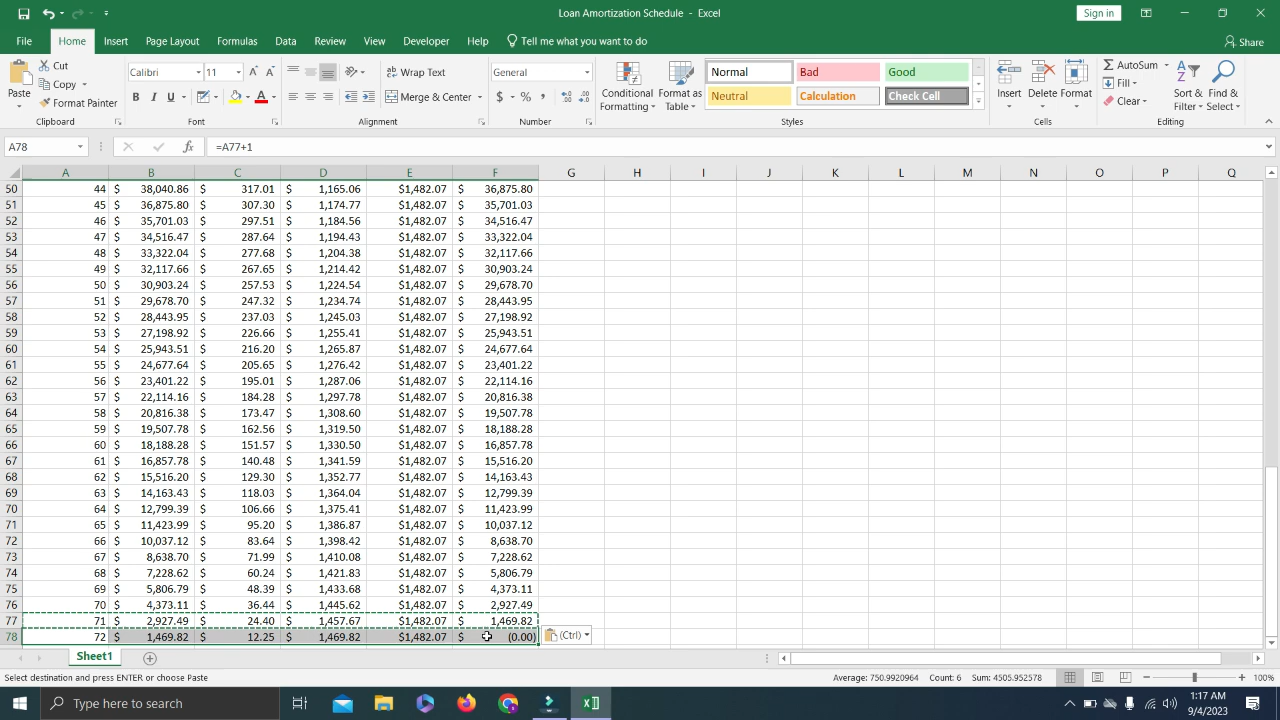 Loan Amortization Schedule - Excel
Sign in
File Home Insert Page Layout Formulas Data Review View Developer Help Tell me what you want to do Share
Paste Cut Calibri 11 A A Wrap Text General Conditional Formatting Format as Table Normal Bad Good Insert Delete Format AutoSum Sort & Filter Find & Select
Copy Fill
Format Painter B I U A Merge & Center $ % , Neutral Calculation Check Cell Clear
Clipboard Font Alignment Number Styles Cells Editing
A78 fx =A77+1
A B C D E F G H I J K L M N O P Q
50 44 $ 38,040.86 $ 317.01 $ 1,165.06 $1,482.07 $ 36,875.80
51 45 $ 36,875.80 $ 307.30 $ 1,174.77 $1,482.07 $ 35,701.03
52 46 $ 35,701.03 $ 297.51 $ 1,184.56 $1,482.07 $ 34,516.47
53 47 $ 34,516.47 $ 287.64 $ 1,194.43 $1,482.07 $ 33,322.04
54 48 $ 33,322.04 $ 277.68 $ 1,204.38 $1,482.07 $ 32,117.66
55 49 $ 32,117.66 $ 267.65 $ 1,214.42 $1,482.07 $ 30,903.24
56 50 $ 30,903.24 $ 257.53 $ 1,224.54 $1,482.07 $ 29,678.70
57 51 $ 29,678.70 $ 247.32 $ 1,234.74 $1,482.07 $ 28,443.95
58 52 $ 28,443.95 $ 237.03 $ 1,245.03 $1,482.07 $ 27,198.92
59 53 $ 27,198.92 $ 226.66 $ 1,255.41 $1,482.07 $ 25,943.51
60 54 $ 25,943.51 $ 216.20 $ 1,265.87 $1,482.07 $ 24,677.64
61 55 $ 24,677.64 $ 205.65 $ 1,276.42 $1,482.07 $ 23,401.22
62 56 $ 23,401.22 $ 195.01 $ 1,287.06 $1,482.07 $ 22,114.16
63 57 $ 22,114.16 $ 184.28 $ 1,297.78 $1,482.07 $ 20,816.38
64 58 $ 20,816.38 $ 173.47 $ 1,308.60 $1,482.07 $ 19,507.78
65 59 $ 19,507.78 $ 162.56 $ 1,319.50 $1,482.07 $ 18,188.28
66 60 $ 18,188.28 $ 151.57 $ 1,330.50 $1,482.07 $ 16,857.78
67 61 $ 16,857.78 $ 140.48 $ 1,341.59 $1,482.07 $ 15,516.20
68 62 $ 15,516.20 $ 129.30 $ 1,352.77 $1,482.07 $ 14,163.43
69 63 $ 14,163.43 $ 118.03 $ 1,364.04 $1,482.07 $ 12,799.39
70 64 $ 12,799.39 $ 106.66 $ 1,375.41 $1,482.07 $ 11,423.99
71 65 $ 11,423.99 $ 95.20 $ 1,386.87 $1,482.07 $ 10,037.12
72 66 $ 10,037.12 $ 83.64 $ 1,398.42 $1,482.07 $ 8,638.70
73 67 $ 8,638.70 $ 71.99 $ 1,410.08 $1,482.07 $ 7,228.62
74 68 $ 7,228.62 $ 60.24 $ 1,421.83 $1,482.07 $ 5,806.79
75 69 $ 5,806.79 $ 48.39 $ 1,433.68 $1,482.07 $ 4,373.11
76 70 $ 4,373.11 $ 36.44 $ 1,445.62 $1,482.07 $ 2,927.49
77 71 $ 2,927.49 $ 24.40 $ 1,457.67 $1,482.07 $ 1,469.82
78 72 $ 1,469.82 $ 12.25 $ 1,469.82 $1,482.07 $ (0.00) (Ctrl)
Sheet1
Select destination and press ENTER or choose Paste Average: 750.9920964 Count: 6 Sum: 4505.952578 100%
Type here to search 1:17 AM
9/4/2023